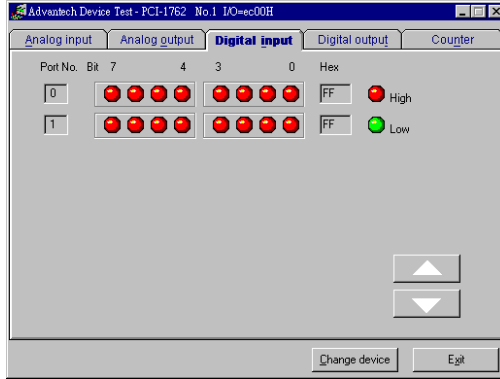 Advantech Device Test - PCI-1762 No.1 I/O=ec00H
Analog input Analog output Digital input Digital output Counter
Port No. Bit 7 4 3 0 Hex
0 FF High
1 FF Low
Change device Exit